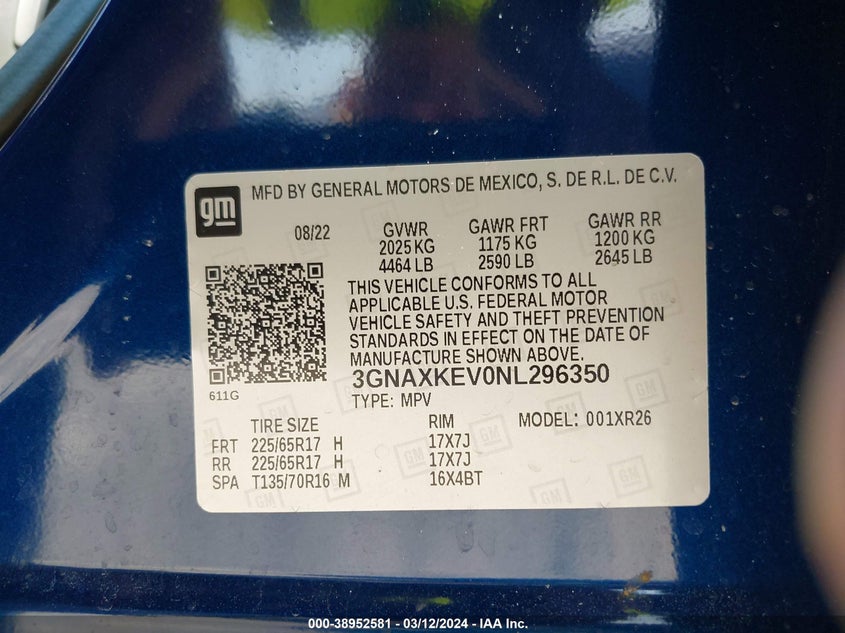 gm
MFD BY GENERAL MOTORS DE MEXICO, S. DE R.L. DE C.V.
08/22
GVWR GAWR FRT GAWR RR
2025 KG 1175 KG 1200 KG
4464 LB 2590 LB 2645 LB
THIS VEHICLE CONFORMS TO ALL
APPLICABLE U.S. FEDERAL MOTOR
VEHICLE SAFETY AND THEFT PREVENTION
STANDARDS IN EFFECT ON THE DATE OF
MANUFACTURE SHOWN ABOVE.
3GNAXKEV0NL296350
611G
TYPE: MPV
TIRE SIZE RIM MODEL: 001XR26
FRT 225/65R17 H 17X7J
RR 225/65R17 H 17X7J
SPA T135/70R16 M 16X4BT
000-38952581 - 03/12/2024 - IAA Inc.